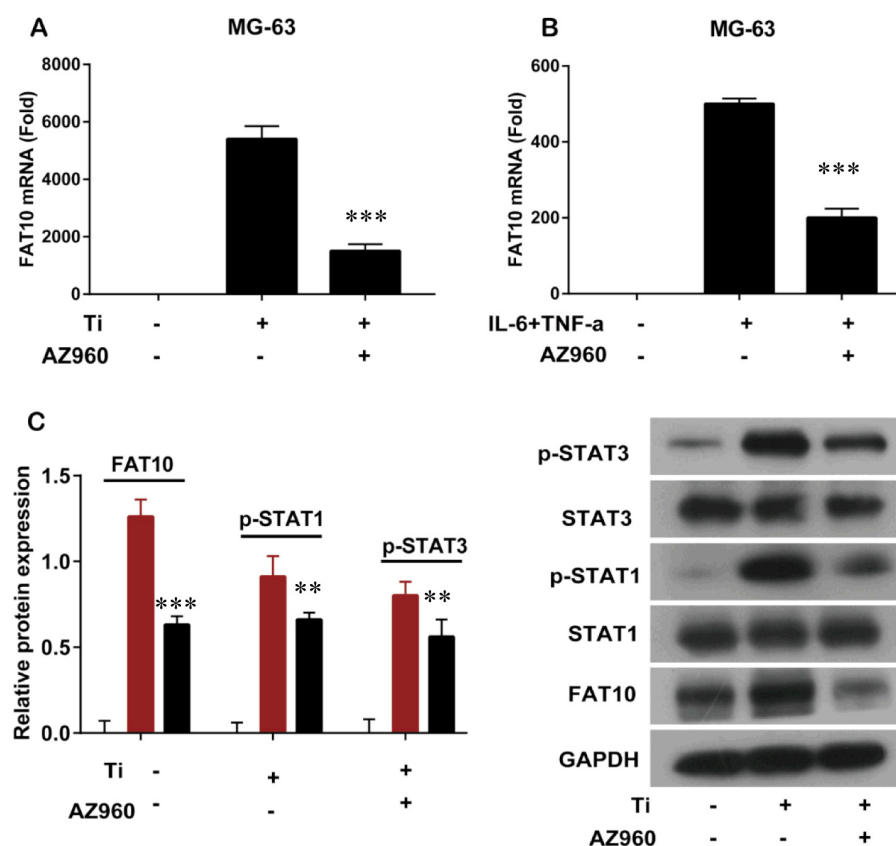 A
MG-63
FAT10 mRNA (Fold)
8000
6000
4000
2000
0
***
Ti - + +
AZ960 - - +
B
MG-63
FAT10 mRNA (Fold)
600
400
200
0
***
IL-6+TNF-a - + +
AZ960 - - +
C
Relative protein expression
1.5
1.0
0.5
0.0
FAT10
p-STAT1
p-STAT3
***
**
**
Ti - + +
AZ960 - - +
p-STAT3
STAT3
p-STAT1
STAT1
FAT10
GAPDH
Ti - + +
AZ960 - - +